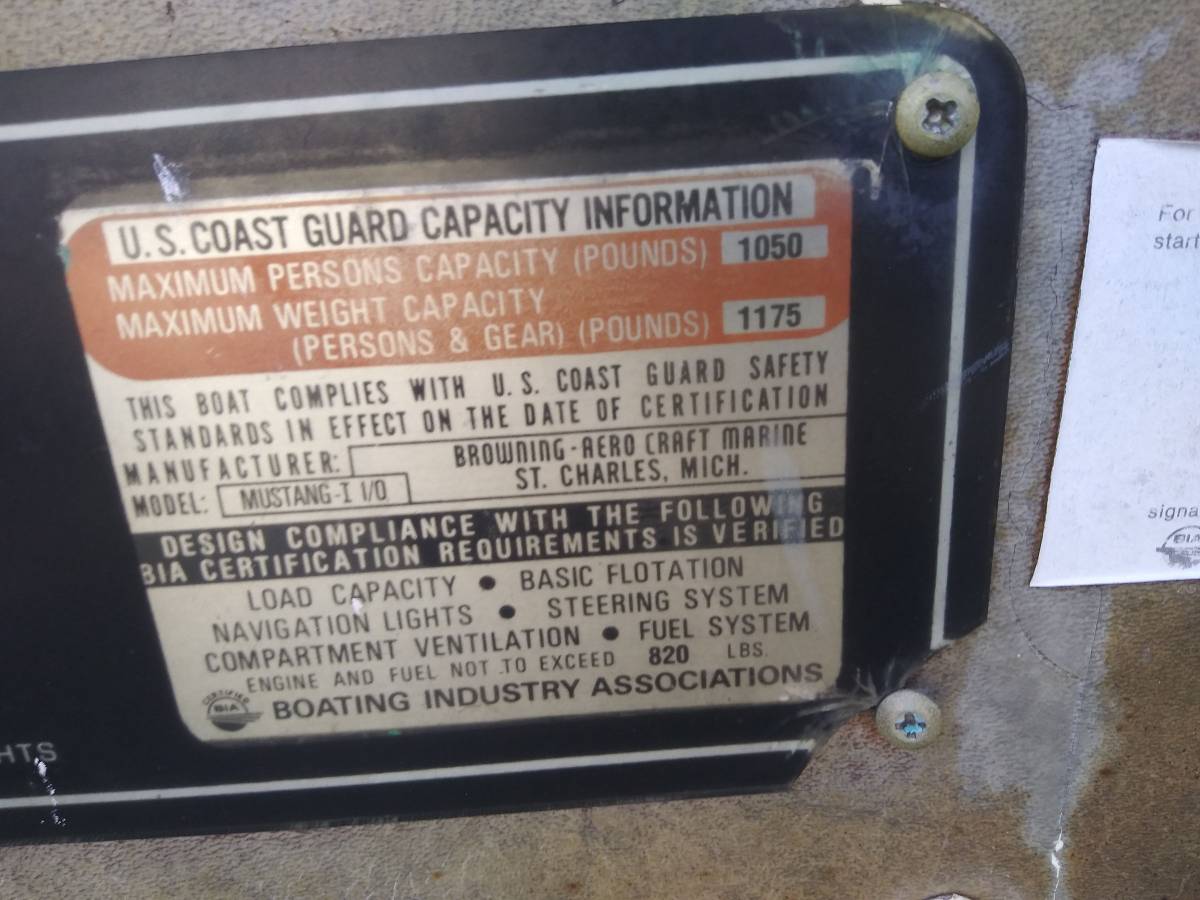 U.S. COAST GUARD CAPACITY INFORMATION
MAXIMUM PERSONS CAPACITY (POUNDS) 1050
MAXIMUM WEIGHT CAPACITY
(PERSONS & GEAR) (POUNDS) 1175
THIS BOAT COMPLIES WITH U.S. COAST GUARD SAFETY
STANDARDS IN EFFECT ON THE DATE OF CERTIFICATION
MANUFACTURER: BROWNING-AERO CRAFT MARINE
ST. CHARLES, MICH.
MODEL: MUSTANG-I I/O
DESIGN COMPLIANCE WITH THE FOLLOWING
BIA CERTIFICATION REQUIREMENTS IS VERIFIED
LOAD CAPACITY • BASIC FLOTATION
NAVIGATION LIGHTS • STEERING SYSTEM
COMPARTMENT VENTILATION • FUEL SYSTEM
ENGINE AND FUEL NOT TO EXCEED 820 LBS.
CERTIFIED
BIA
BOATING INDUSTRY ASSOCIATIONS
HTS
For
start
signa
BIA